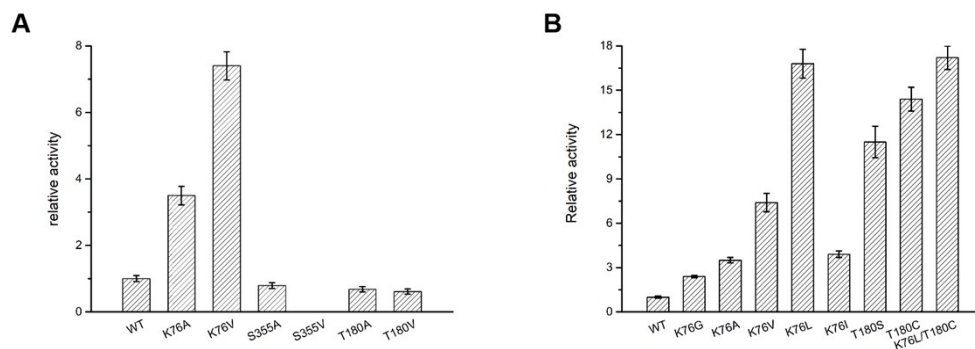 A
relative activity
8
6
4
2
0
WT
K76A
K76V
S355A
S355V
T180A
T180V
B
Relative activity
18
15
12
9
6
3
0
WT
K76G
K76A
K76V
K76L
K76I
T180S
T180C
K76L/T180C